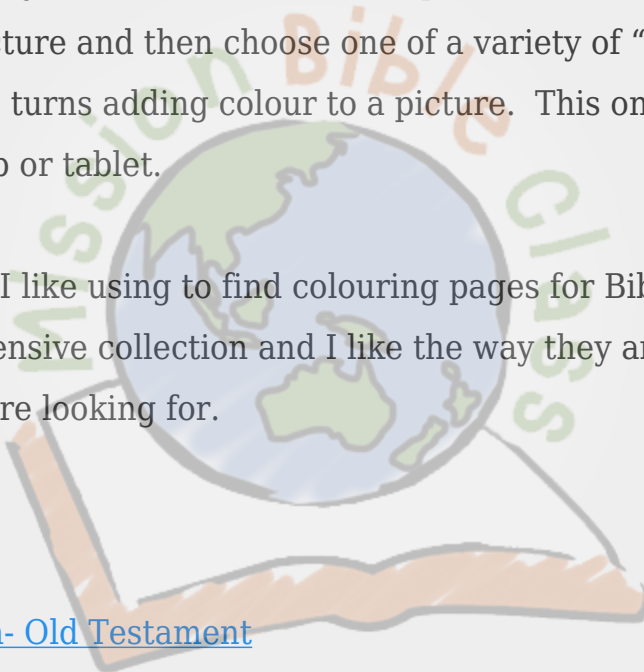 Mission Bible Class
cture and then choose one of a variety of “
turns adding colour to a picture. This on
o or tablet.
I like using to find colouring pages for Bib
ensive collection and I like the way they ar
re looking for.
- Old Testament